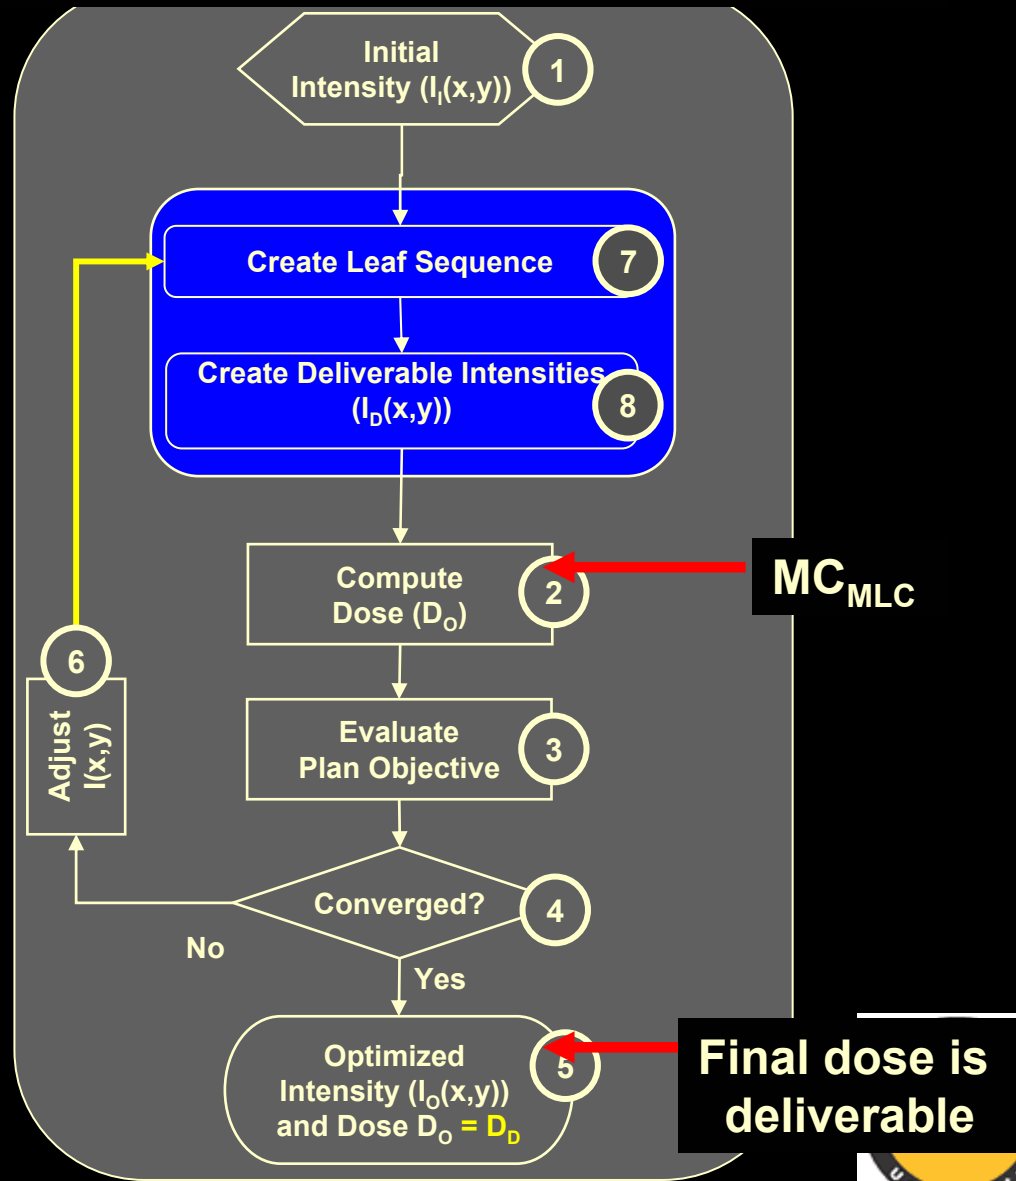 Initial
Intensity (I_I(x,y))
1
Create Leaf Sequence
7
Create Deliverable Intensities
(I_D(x,y))
8
Compute
Dose (D_O)
2
MC_MLC
6
Adjust
I(x,y)
Evaluate
Plan Objective
3
Converged?
4
No
Yes
Optimized
Intensity (I_O(x,y))
and Dose D_O = D_D
5
Final dose is
deliverable